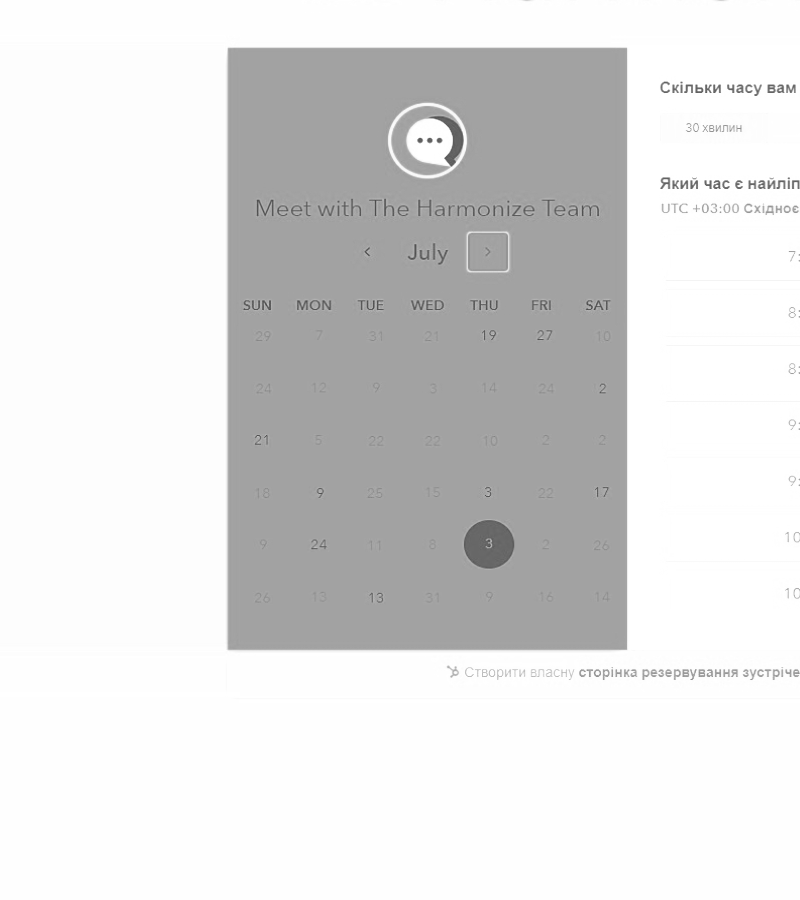 Meet with The Harmonize Team
July
SUN MON TUE WED THU FRI SAT
29 7 31 21 19 27 10
24 12 9 3 14 24 2
21 5 22 22 10 2 2
18 9 25 15 3 22 17
9 24 11 8 3 2 26
26 13 13 31 9 16 14
Скільки часу вам
30 хвилин
Який час є найліп
UTC +03:00 Східноє
7:
8:
8:
9:
9:
10
10
Створити власну сторінка резервування зустріче